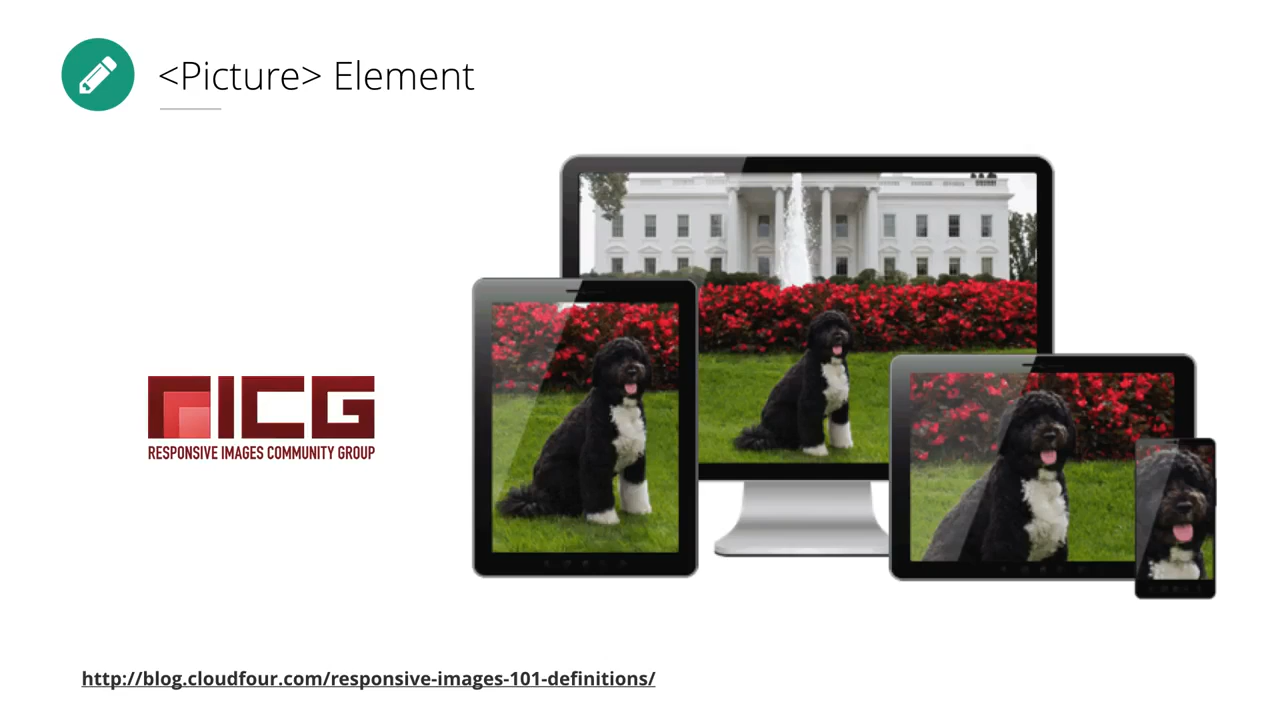 <Picture> Element
RICG
RESPONSIVE IMAGES COMMUNITY GROUP
http://blog.cloudfour.com/responsive-images-101-definitions/